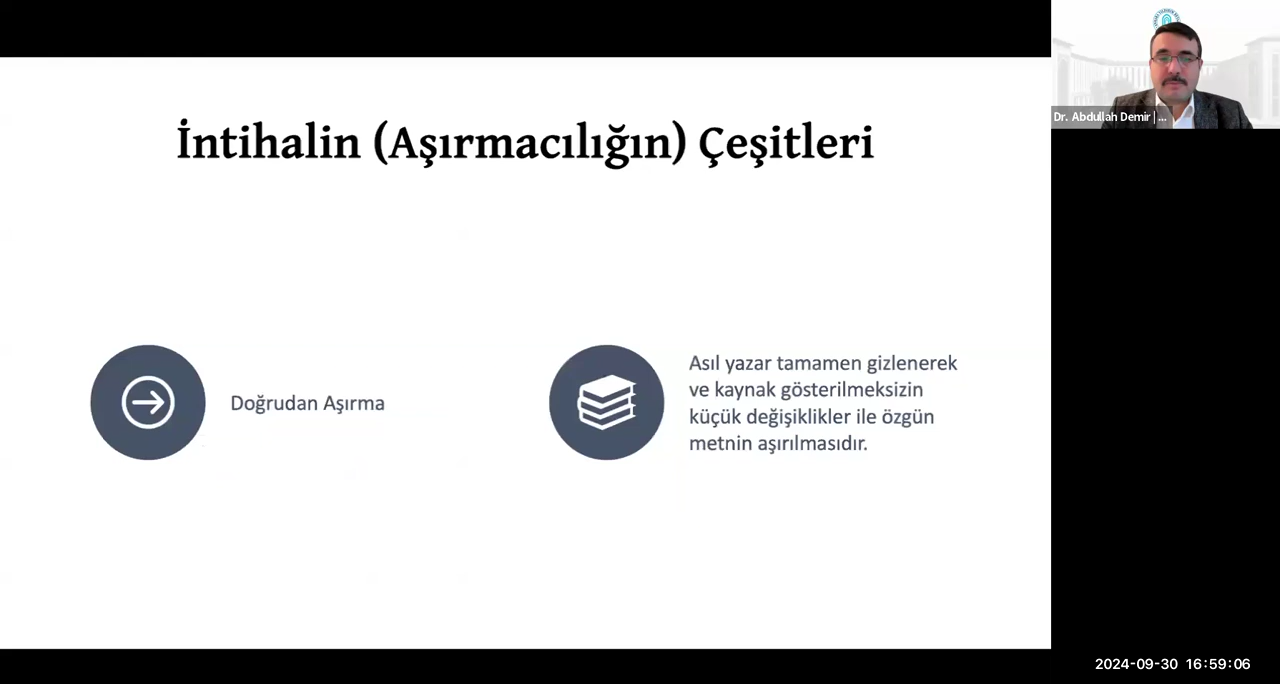 İntihalin (Aşırmacılığın) Çeşitleri
Doğrudan Aşırma
Asıl yazar tamamen gizlenerek
ve kaynak gösterilmeksizin
küçük değişiklikler ile özgün
metnin aşırılmasıdır.
Dr. Abdullah Demir | ...
2024-09-30 16:59:06